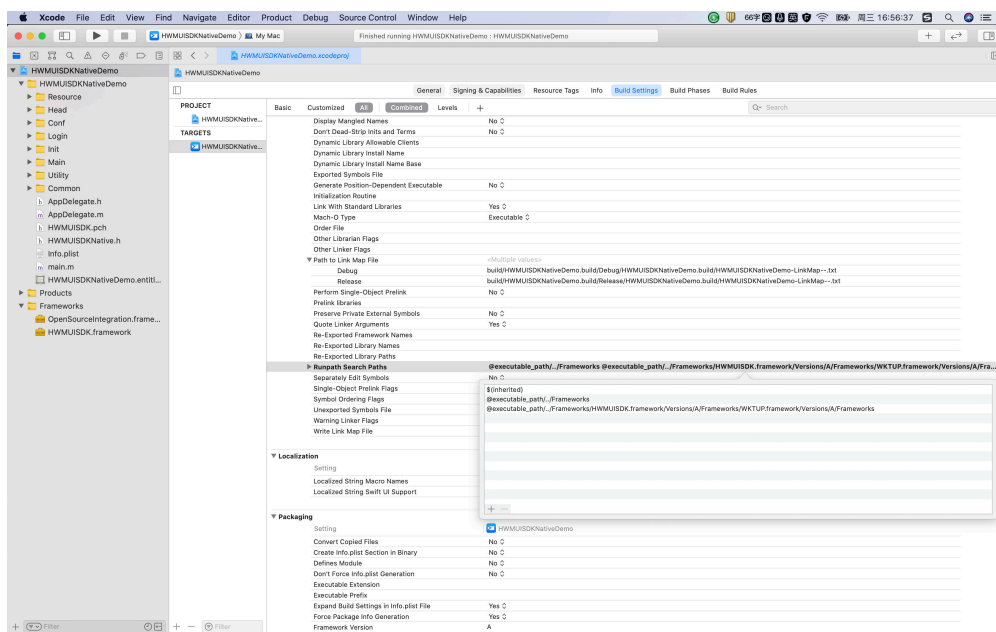 Xcode File Edit View Find Navigate Editor Product Debug Source Control Window Help
周三 16:56:37
HWMUISDKNativeDemo 〉 My Mac
Finished running HWMUISDKNativeDemo : HWMUISDKNativeDemo
HWMUISDKNativeDemo.xcodeproj
HWMUISDKNativeDemo
HWMUISDKNativeDemo
Resource
Head
Conf
Login
Init
Main
Utility
Common
AppDelegate.h
AppDelegate.m
HWMUISDK.pch
HWMUISDKNative.h
Info.plist
main.m
HWMUISDKNativeDemo.entitl...
Products
Frameworks
OpenSourceIntegration.frame...
HWMUISDK.framework
Filter
HWMUISDKNativeDemo
General Signing & Capabilities Resource Tags Info Build Settings Build Phases Build Rules
PROJECT
HWMUISDKNative...
TARGETS
HWMUISDKNative...
Filter
Basic Customized All Combined Levels +
Search
Display Mangled Names No
Don't Dead-Strip Inits and Terms No
Dynamic Library Allowable Clients
Dynamic Library Install Name
Dynamic Library Install Name Base
Exported Symbols File
Generate Position-Dependent Executable No
Initialization Routine
Link With Standard Libraries Yes
Mach-O Type Executable
Order File
Other Librarian Flags
Other Linker Flags
Path to Link Map File <Multiple values>
Debug build/HWMUISDKNativeDemo.build/Debug/HWMUISDKNativeDemo.build/HWMUISDKNativeDemo-LinkMap--.txt
Release build/HWMUISDKNativeDemo.build/Release/HWMUISDKNativeDemo.build/HWMUISDKNativeDemo-LinkMap--.txt
Perform Single-Object Prelink No
Prelink libraries
Preserve Private External Symbols No
Quote Linker Arguments Yes
Re-Exported Framework Names
Re-Exported Library Names
Re-Exported Library Paths
Runpath Search Paths @executable_path/../Frameworks @executable_path/../Frameworks/HWMUISDK.framework/Versions/A/Frameworks/WKTUP.framework/Versions/A/Fra...
Separately Edit Symbols No
Single-Object Prelink Flags
Symbol Ordering Flags
Unexported Symbols File
Warning Linker Flags
Write Link Map File
$(inherited)
@executable_path/../Frameworks
@executable_path/../Frameworks/HWMUISDK.framework/Versions/A/Frameworks/WKTUP.framework/Versions/A/Frameworks
+ −
Localization
Setting
Localized String Macro Names
Localized String Swift UI Support
Packaging
Setting HWMUISDKNativeDemo
Convert Copied Files No
Create Info.plist Section in Binary No
Defines Module No
Don't Force Info.plist Generation No
Executable Extension
Executable Prefix
Expand Build Settings in Info.plist File Yes
Force Package Info Generation Yes
Framework Version A